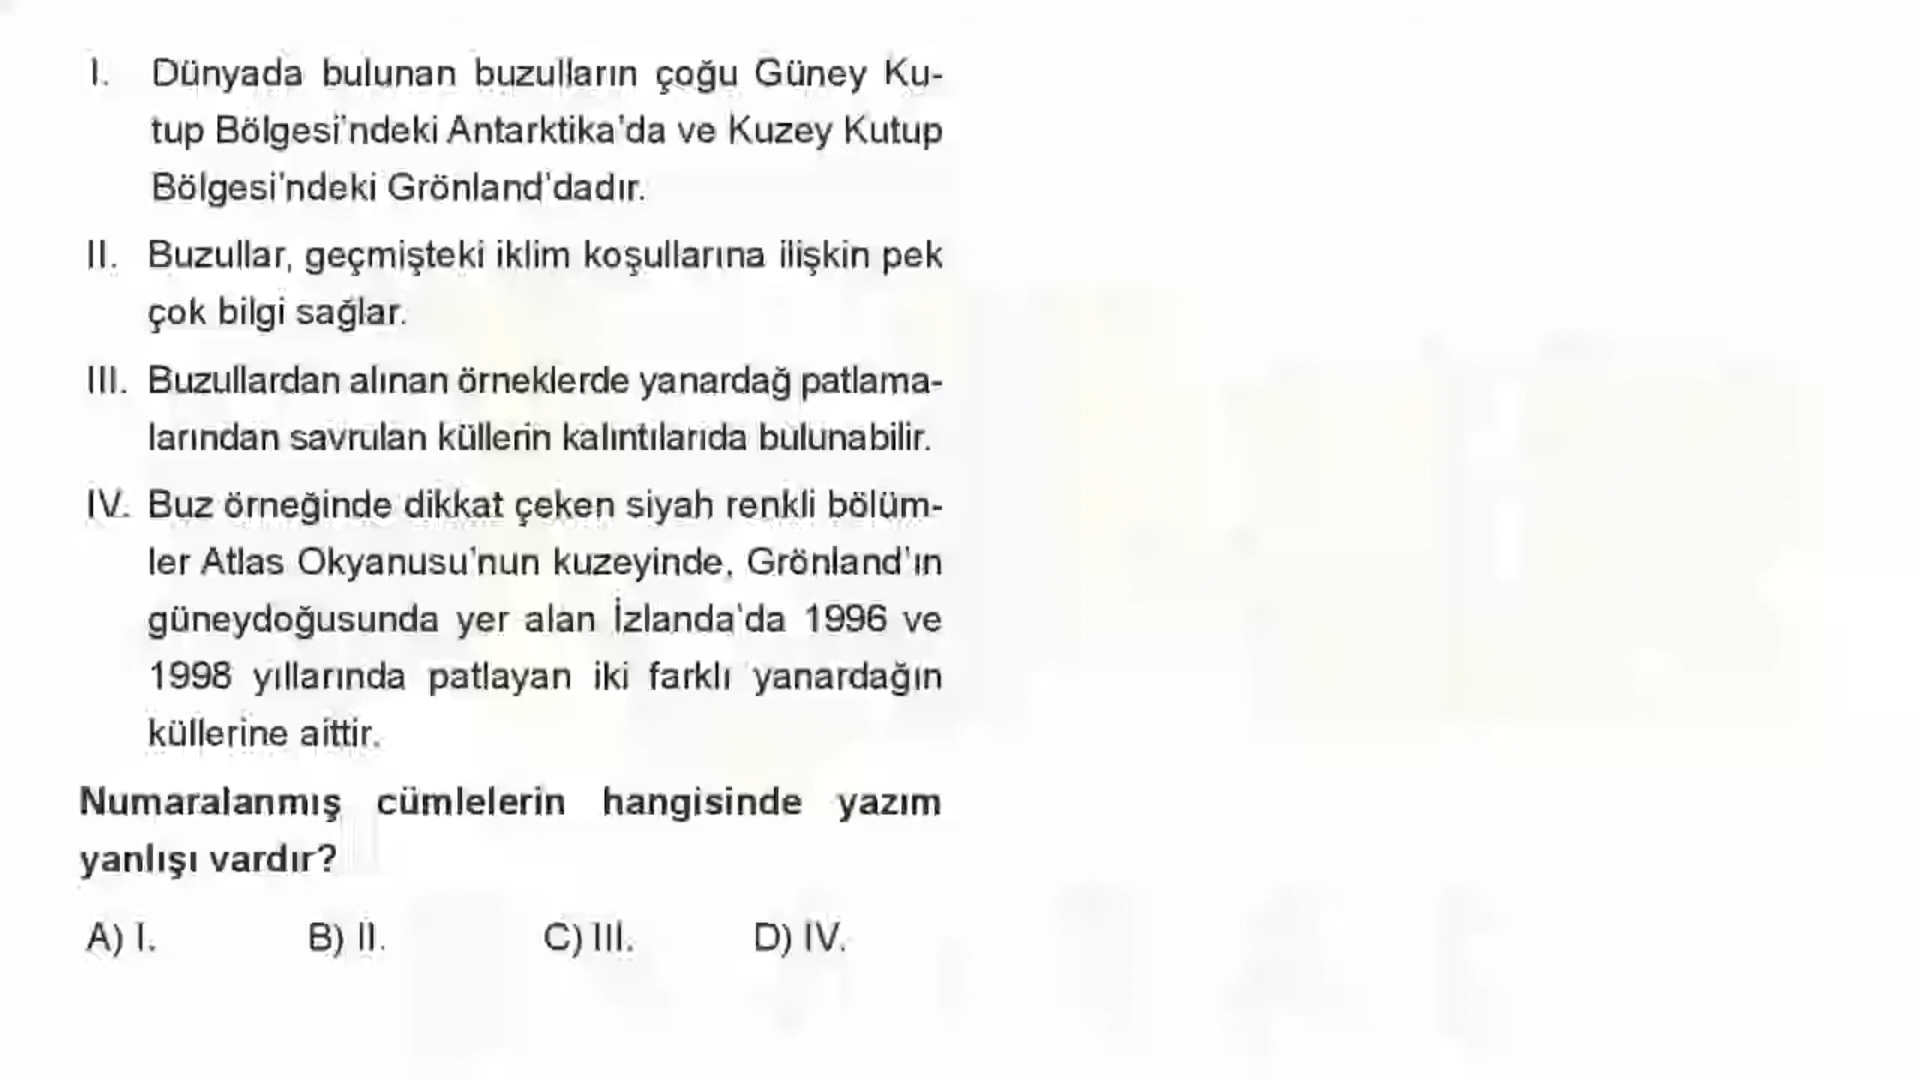 I. Dünyada bulunan buzulların çoğu Güney Ku-
tup Bölgesi'ndeki Antarktika'da ve Kuzey Kutup
Bölgesi'ndeki Grönland'dadır.
II. Buzullar, geçmişteki iklim koşullarına ilişkin pek
çok bilgi sağlar.
III. Buzullardan alınan örneklerde yanardağ patlama-
larından savrulan küllerin kalıntılarıda bulunabilir.
IV. Buz örneğinde dikkat çeken siyah renkli bölüm-
ler Atlas Okyanusu'nun kuzeyinde, Grönland'ın
güneydoğusunda yer alan İzlanda'da 1996 ve
1998 yıllarında patlayan iki farklı yanardağın
küllerine aittir.
Numaralanmış cümlelerin hangisinde yazım
yanlışı vardır?
A) I. B) II. C) III. D) IV.